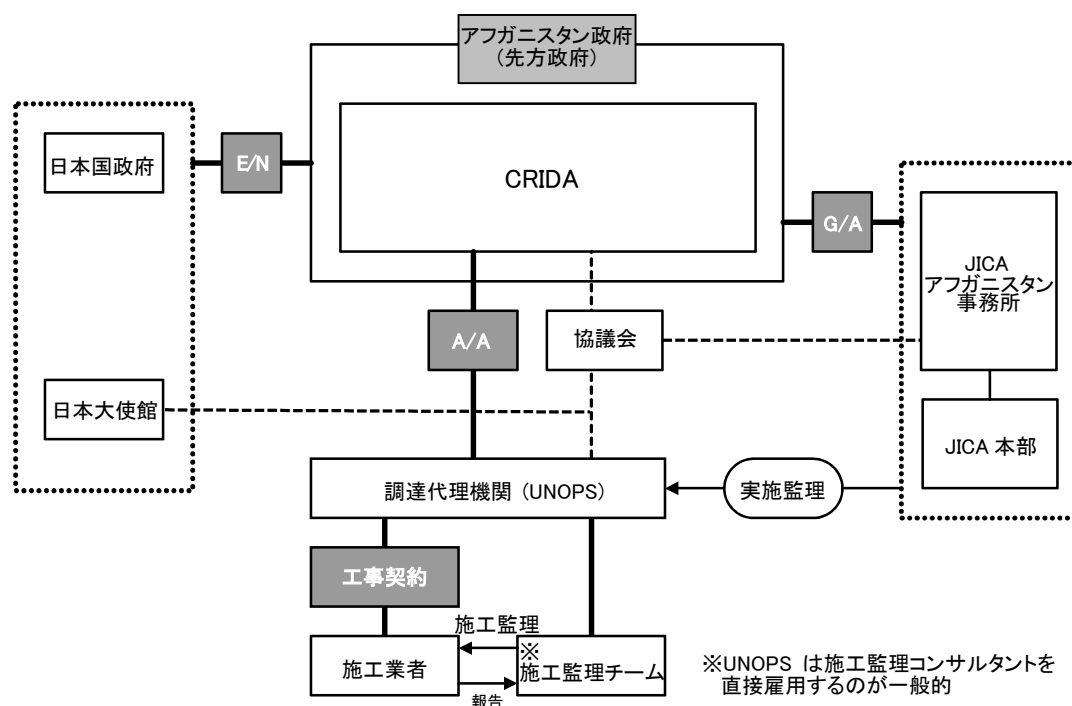 アフガニスタン政府
(先方政府)
日本国政府
E/N
CRIDA
G/A
JICA
アフガニスタン
事務所
A/A
協議会
日本大使館
JICA 本部
調達代理機関 (UNOPS)
実施監理
工事契約
施工監理
施工業者
※
施工監理チーム
報告
※UNOPS は施工監理コンサルタントを
直接雇用するのが一般的